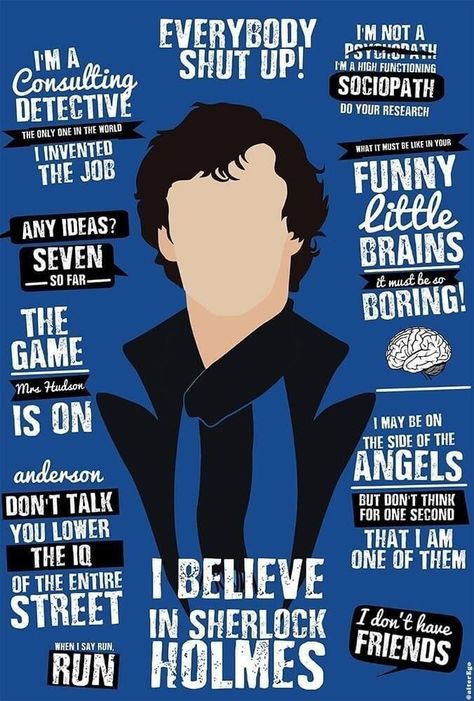 EVERYBODY
SHUT UP!
I'M A
Consulting
DETECTIVE
THE ONLY ONE IN THE WORLD
I INVENTED
THE JOB
ANY IDEAS?
SEVEN
SO FAR
THE
GAME
Mrs Hudson
IS ON
anderson
DON'T TALK
YOU LOWER
THE IQ
OF THE ENTIRE
STREET
WHEN I SAY RUN,
RUN
I'M NOT A
PSYCHOPATH
I'M A HIGH FUNCTIONING
SOCIOPATH
DO YOUR RESEARCH
WHAT IT MUST BE LIKE IN YOUR
FUNNY
little
BRAINS
it must be so
BORING!
I MAY BE ON
THE SIDE OF THE
ANGELS
BUT DON'T THINK
FOR ONE SECOND
THAT I AM
ONE OF THEM
I don't have
FRIENDS
I BELIEVE
IN SHERLOCK
HOLMES
@alterEgo